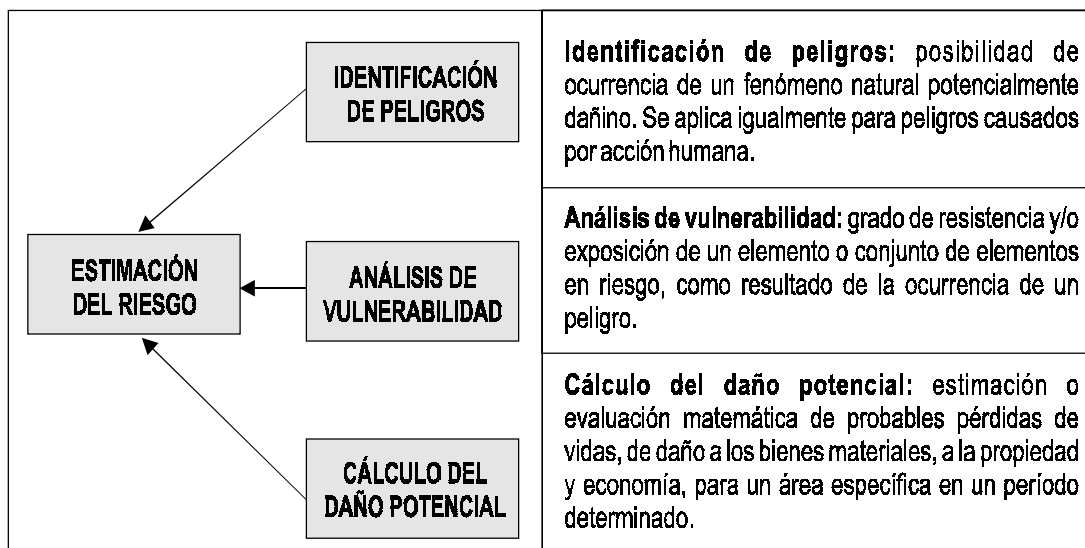 IDENTIFICACIÓN
DE PELIGROS
ESTIMACIÓN
DEL RIESGO
ANÁLISIS DE
VULNERABILIDAD
CÁLCULO DEL
DAÑO POTENCIAL
Identificación de peligros: posibilidad de
ocurrencia de un fenómeno natural potencialmente
dañino. Se aplica igualmente para peligros causados
por acción humana.
Análisis de vulnerabilidad: grado de resistencia y/o
exposición de un elemento o conjunto de elementos
en riesgo, como resultado de la ocurrencia de un
peligro.
Cálculo del daño potencial: estimación o
evaluación matemática de probables pérdidas de
vidas, de daño a los bienes materiales, a la propiedad
y economía, para un área específica en un período
determinado.